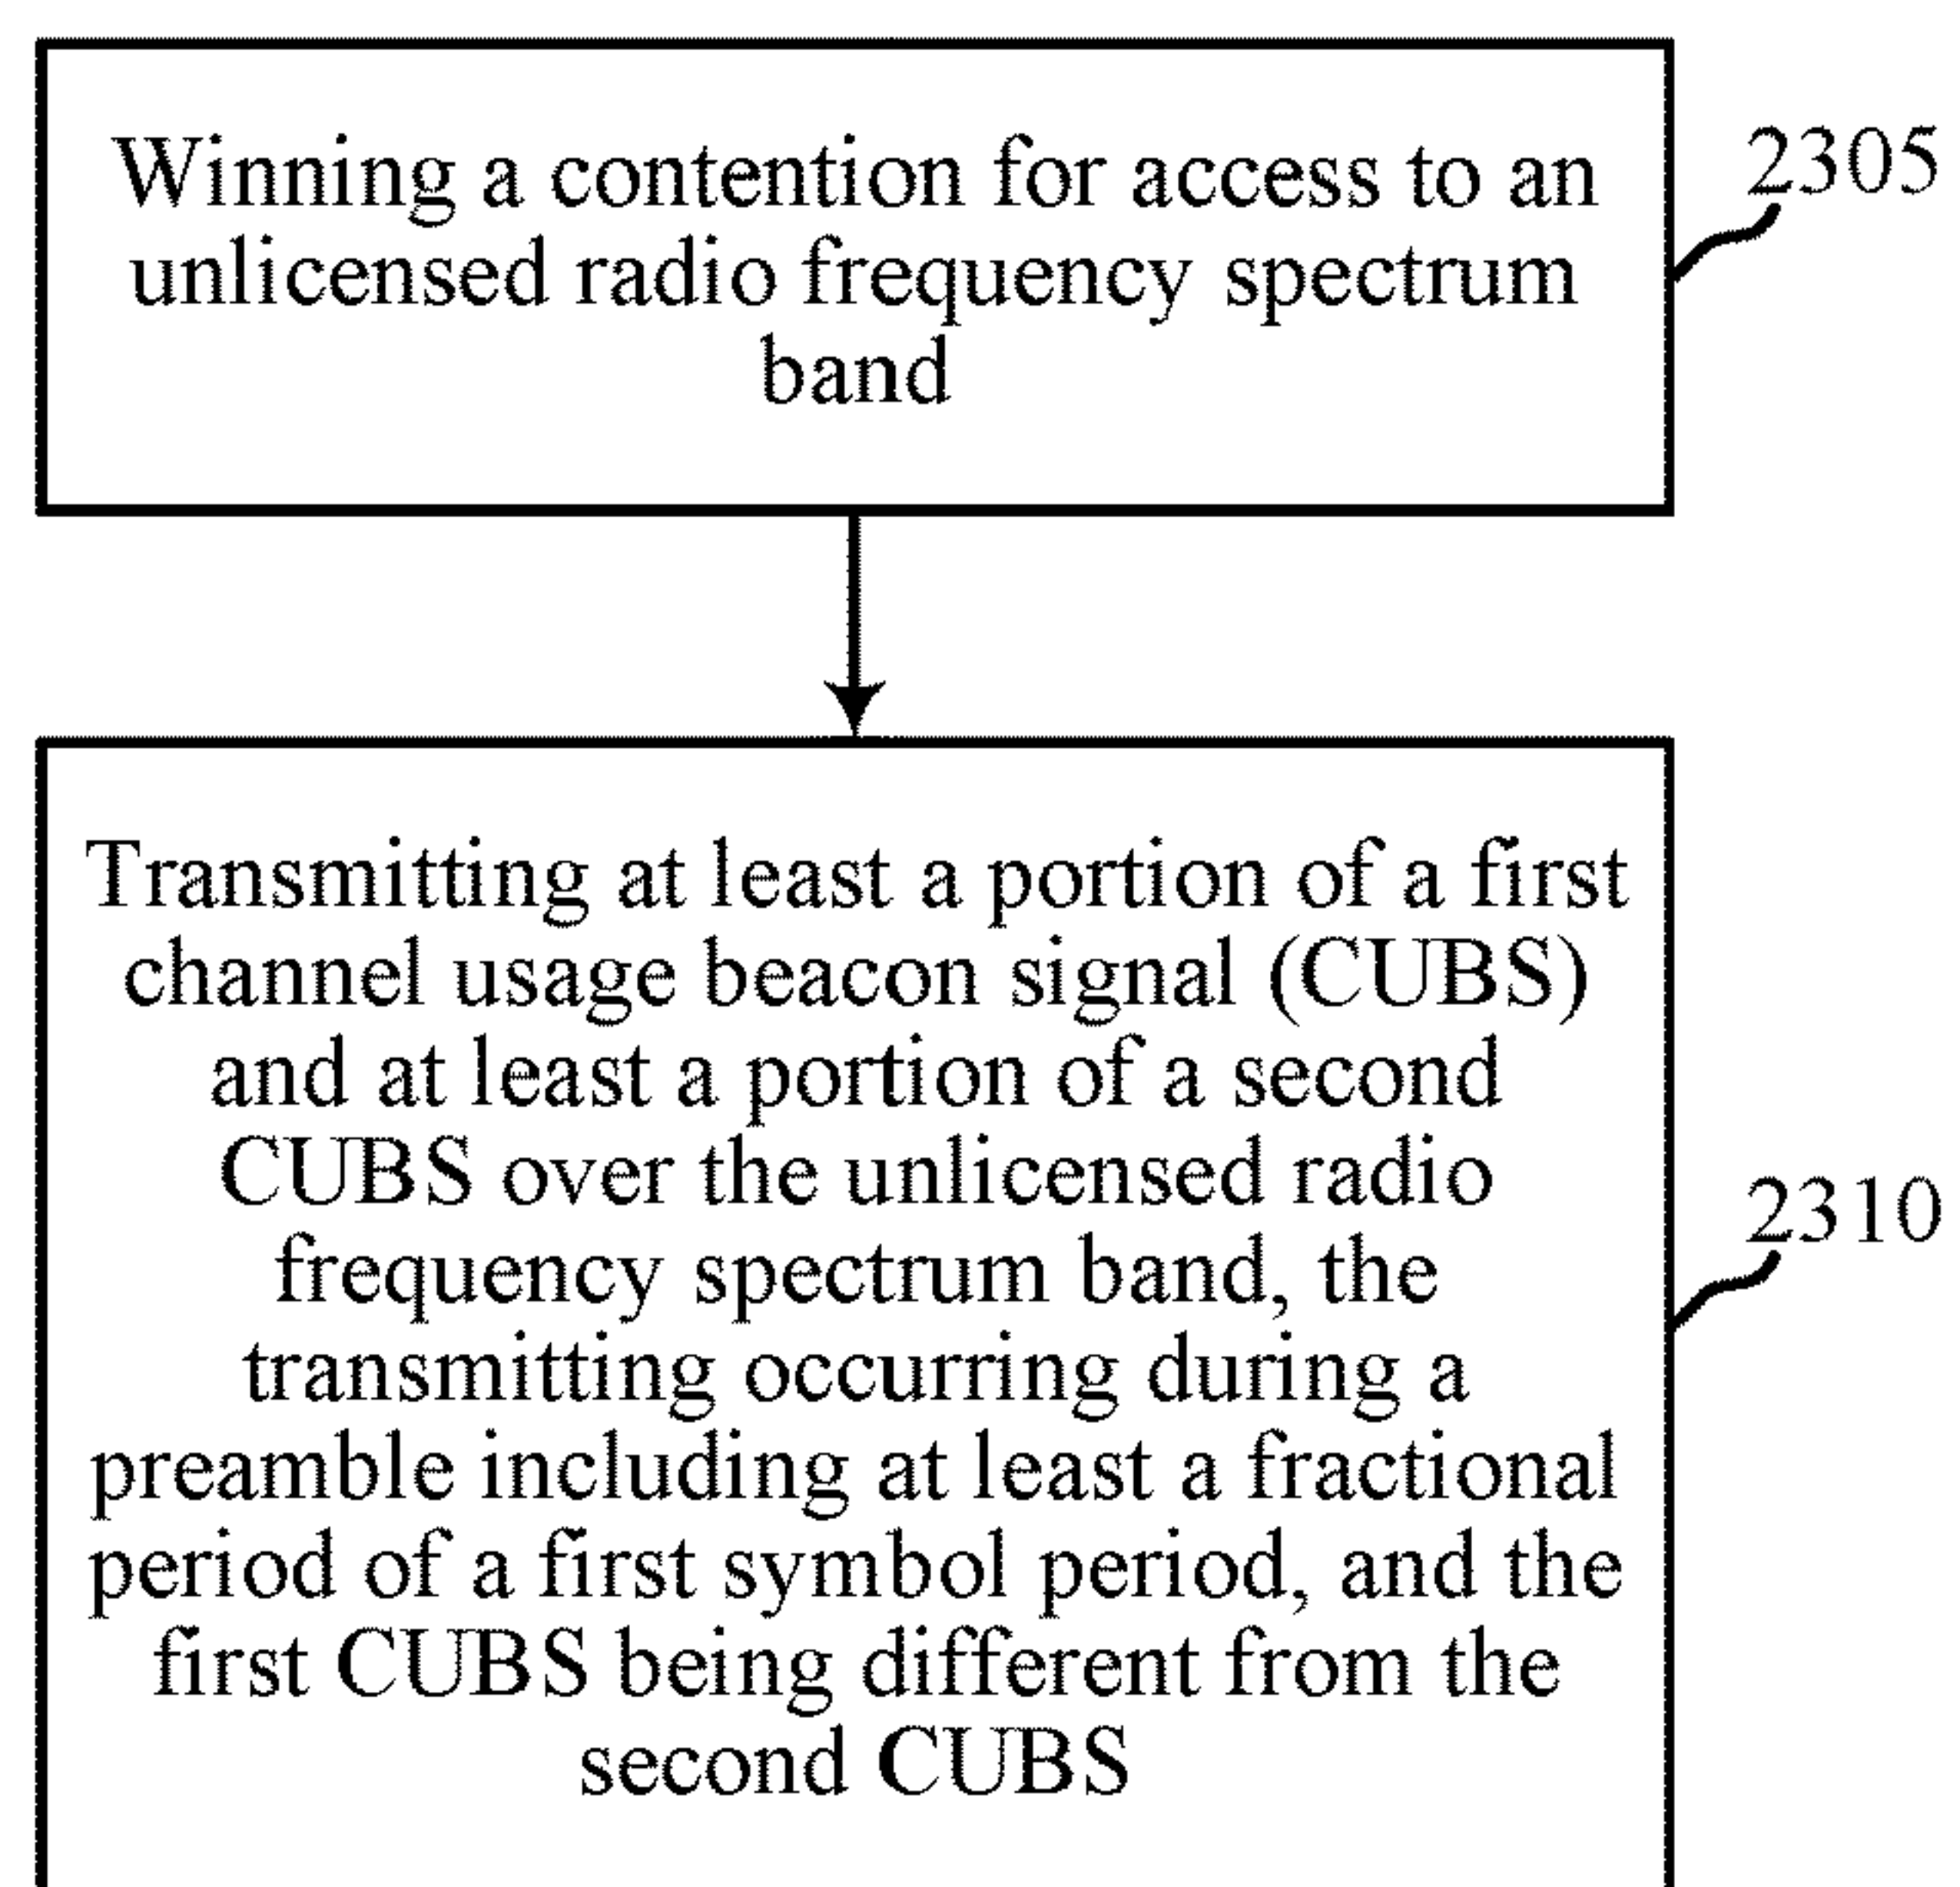 Winning a contention for access to an
unlicensed radio frequency spectrum
band
2305
Transmitting at least a portion of a first
channel usage beacon signal (CUBS)
and at least a portion of a second
CUBS over the unlicensed radio
frequency spectrum band, the
transmitting occurring during a
preamble including at least a fractional
period of a first symbol period, and the
first CUBS being different from the
second CUBS
2310